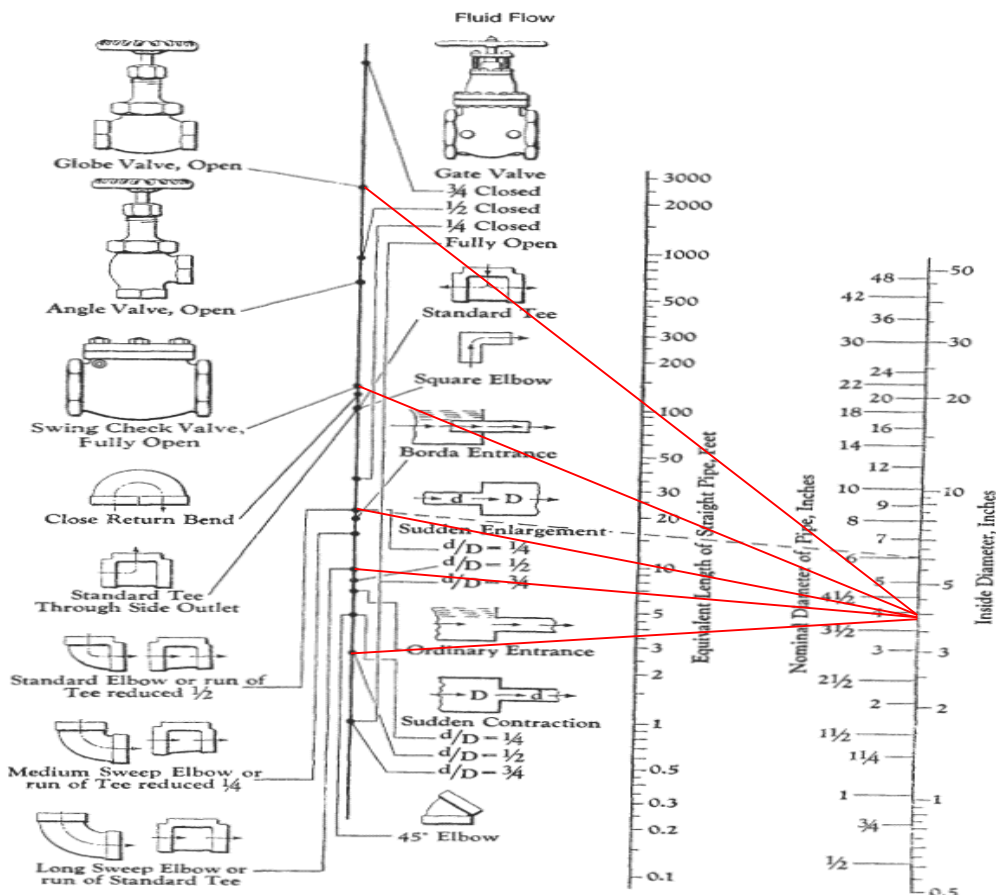 Fluid Flow
Globe Valve, Open
Angle Valve, Open
Swing Check Valve,
Fully Open
Close Return Bend
Standard Tee
Through Side Outlet
Standard Elbow or run of
Tee reduced ½
Medium Sweep Elbow or
run of Tee reduced ¼
Long Sweep Elbow or
run of Standard Tee
Gate Valve
¾ Closed
½ Closed
¼ Closed
Fully Open
Standard Tee
Square Elbow
Borda Entrance
d D
Sudden Enlargement
d/D = ¼
d/D = ½
d/D = ¾
Ordinary Entrance
D d
Sudden Contraction
d/D = ¼
d/D = ½
d/D = ¾
45° Elbow
3000
2000
1000
500
300
200
100
50
30
20
10
5
3
2
1
0.5
0.3
0.2
0.1
Equivalent Length of Straight Pipe, Feet
Nominal Diameter of Pipe, Inches
48
42
36
30
24
22
20
18
16
14
12
10
9
8
7
6
5
4½
4
3½
3
2½
2
1½
1¼
1
¾
½
50
30
20
10
5
3
2
1
0.5
Inside Diameter, Inches